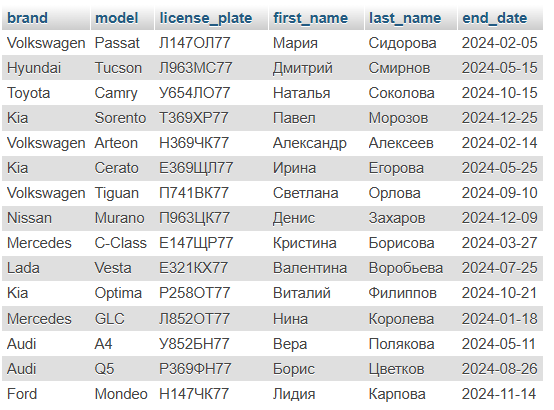 brand model license_plate first_name last_name end_date
Volkswagen Passat Л147ОЛ77 Мария Сидорова 2024-02-05
Hyundai Tucson Л963МС77 Дмитрий Смирнов 2024-05-15
Toyota Camry У654ЛО77 Наталья Соколова 2024-10-15
Kia Sorento Т369ХР77 Павел Морозов 2024-12-25
Volkswagen Arteon Н369ЧК77 Александр Алексеев 2024-02-14
Kia Cerato Е369ЩЛ77 Ирина Егорова 2024-05-25
Volkswagen Tiguan П741ВК77 Светлана Орлова 2024-09-10
Nissan Murano П963ЦК77 Денис Захаров 2024-12-09
Mercedes C-Class Е147ЩР77 Кристина Борисова 2024-03-27
Lada Vesta Е321КХ77 Валентина Воробьева 2024-07-25
Kia Optima Р258ОТ77 Виталий Филиппов 2024-10-21
Mercedes GLC Л852ОТ77 Нина Королева 2024-01-18
Audi A4 У852БН77 Вера Полякова 2024-05-11
Audi Q5 Р369ФН77 Борис Цветков 2024-08-26
Ford Mondeo Н147ЧК77 Лидия Карпова 2024-11-14